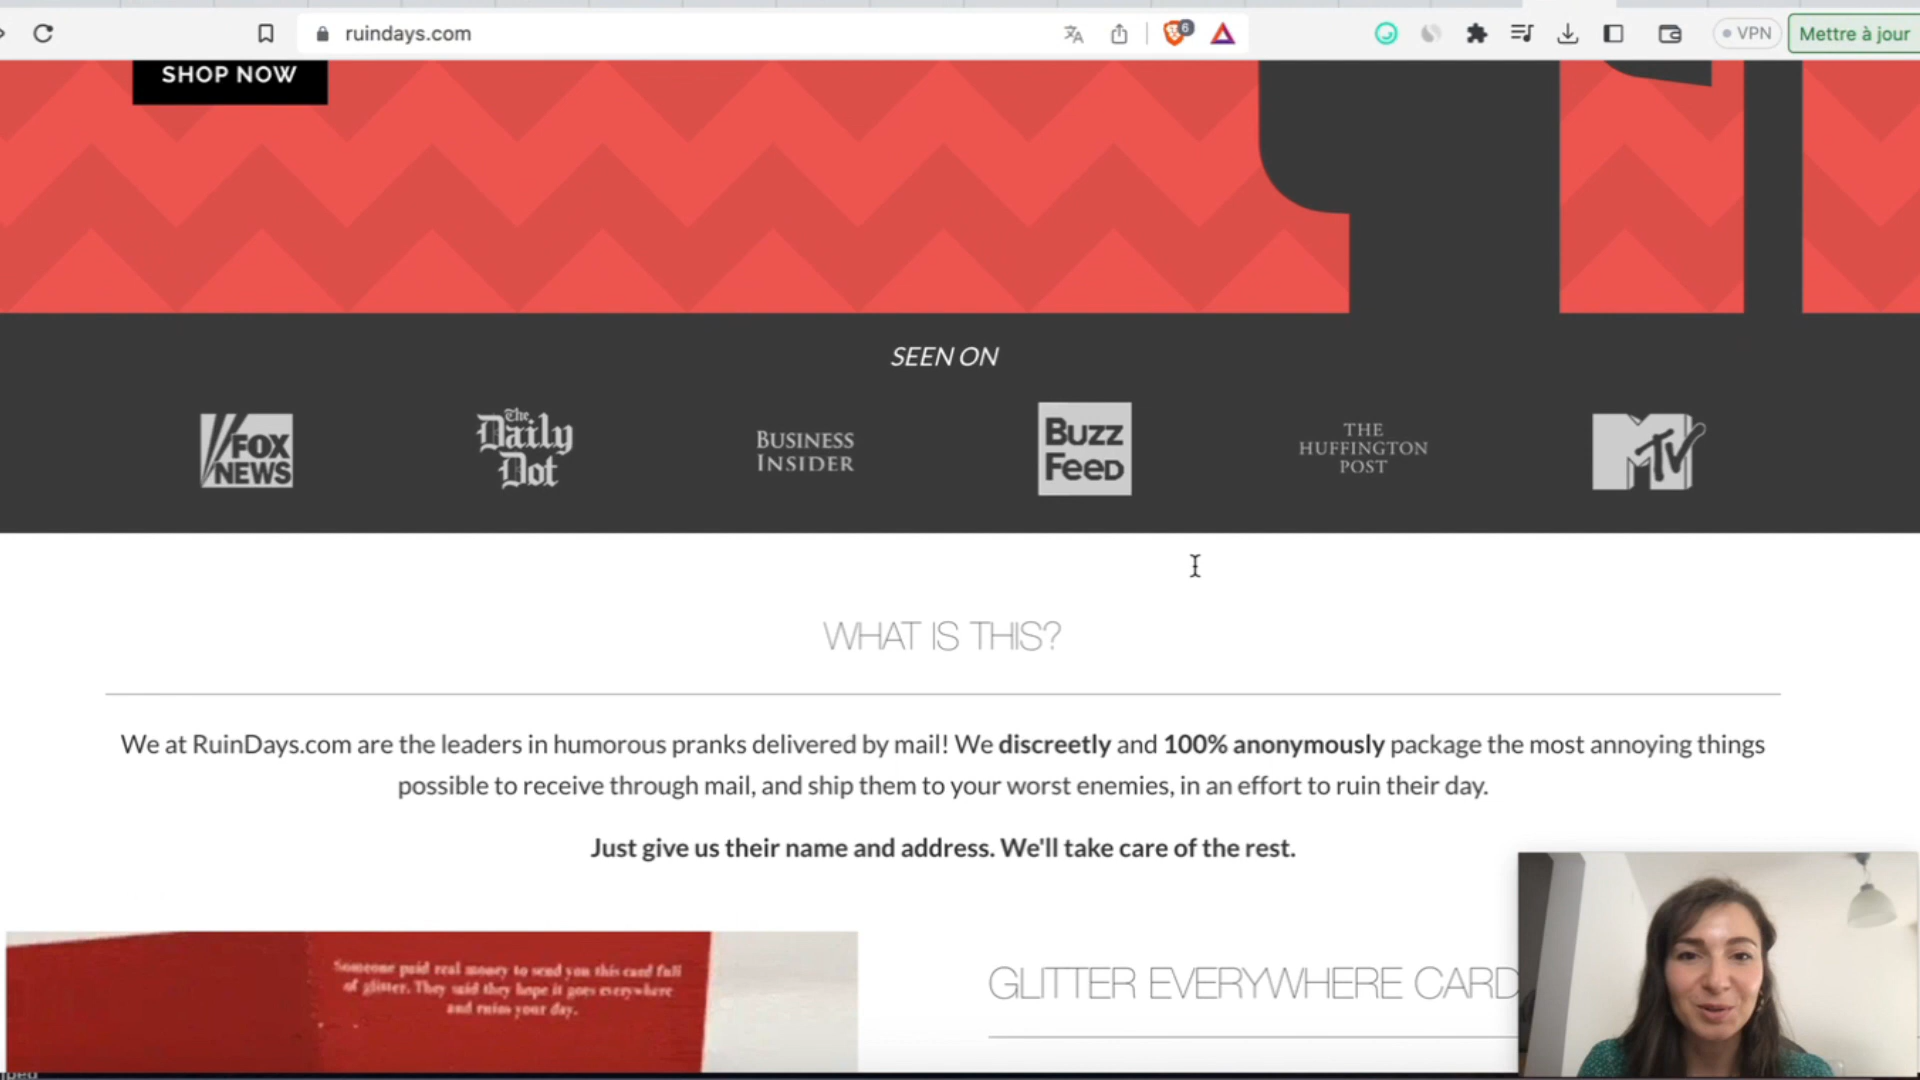 ruindays.com
6
VPN
Mettre à jour
SHOP NOW
SEEN ON
FOX
NEWS
The
Daily
Dot
BUSINESS
INSIDER
BuzZ
FeeD
THE
HUFFINGTON
POST
MTV
WHAT IS THIS?
We at RuinDays.com are the leaders in humorous pranks delivered by mail! We discreetly and 100% anonymously package the most annoying things
possible to receive through mail, and ship them to your worst enemies, in an effort to ruin their day.
Just give us their name and address. We'll take care of the rest.
Someone paid real money to send you this card full
of glitter. They said they hope it goes everywhere
and ruins your day.
GLITTER EVERYWHERE CARD